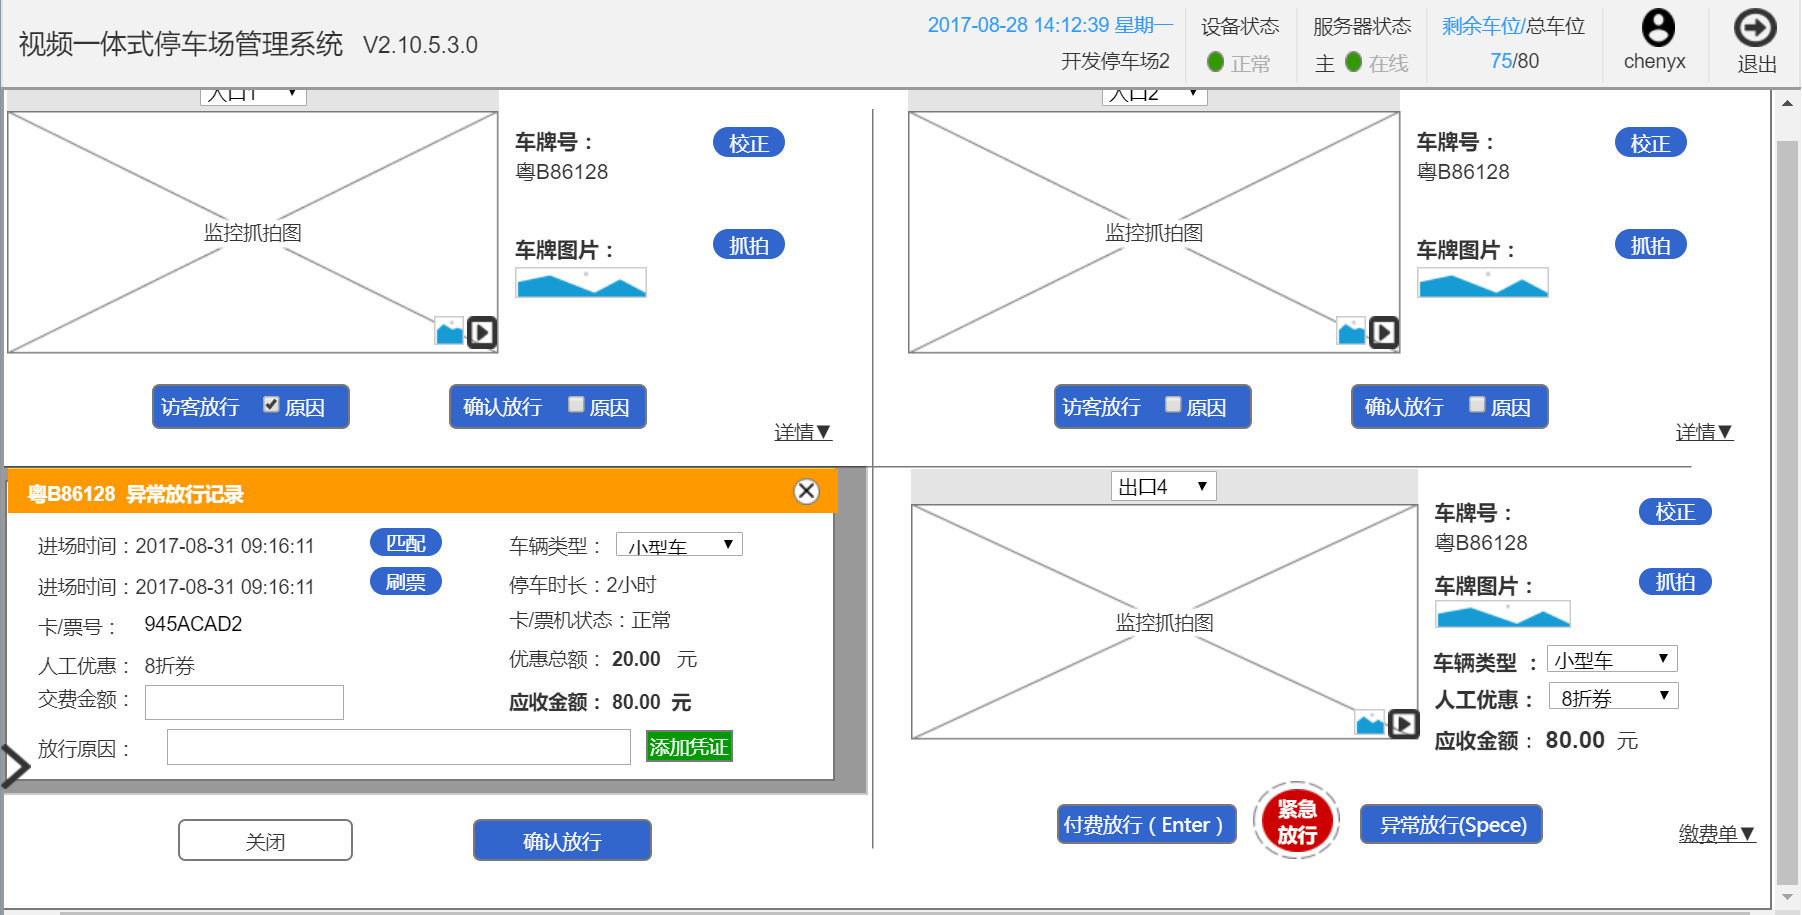 视频一体式停车场管理系统 V2.10.5.3.0
2017-08-28 14:12:39 星期一
开发停车场2
设备状态
正常
服务器状态
主 在线
剩余车位/总车位
75/80
chenyx
退出
入口1
监控抓拍图
车牌号：
粤B86128
校正
车牌图片：
抓拍
访客放行 原因
确认放行 原因
详情▼
入口2
监控抓拍图
车牌号：
粤B86128
校正
车牌图片：
抓拍
访客放行 原因
确认放行 原因
详情▼
粤B86128 异常放行记录
进场时间：2017-08-31 09:16:11 匹配
进场时间：2017-08-31 09:16:11 刷票
卡/票号： 945ACAD2
人工优惠： 8折券
交费金额：
放行原因：
添加凭证
车辆类型： 小型车
停车时长：2小时
卡/票机状态：正常
优惠总额： 20.00 元
应收金额： 80.00 元
关闭
确认放行
出口4
监控抓拍图
车牌号：
粤B86128
校正
车牌图片：
抓拍
车辆类型 ： 小型车
人工优惠： 8折券
应收金额： 80.00 元
付费放行（Enter）
紧急
放行
异常放行(Spece)
缴费单▼